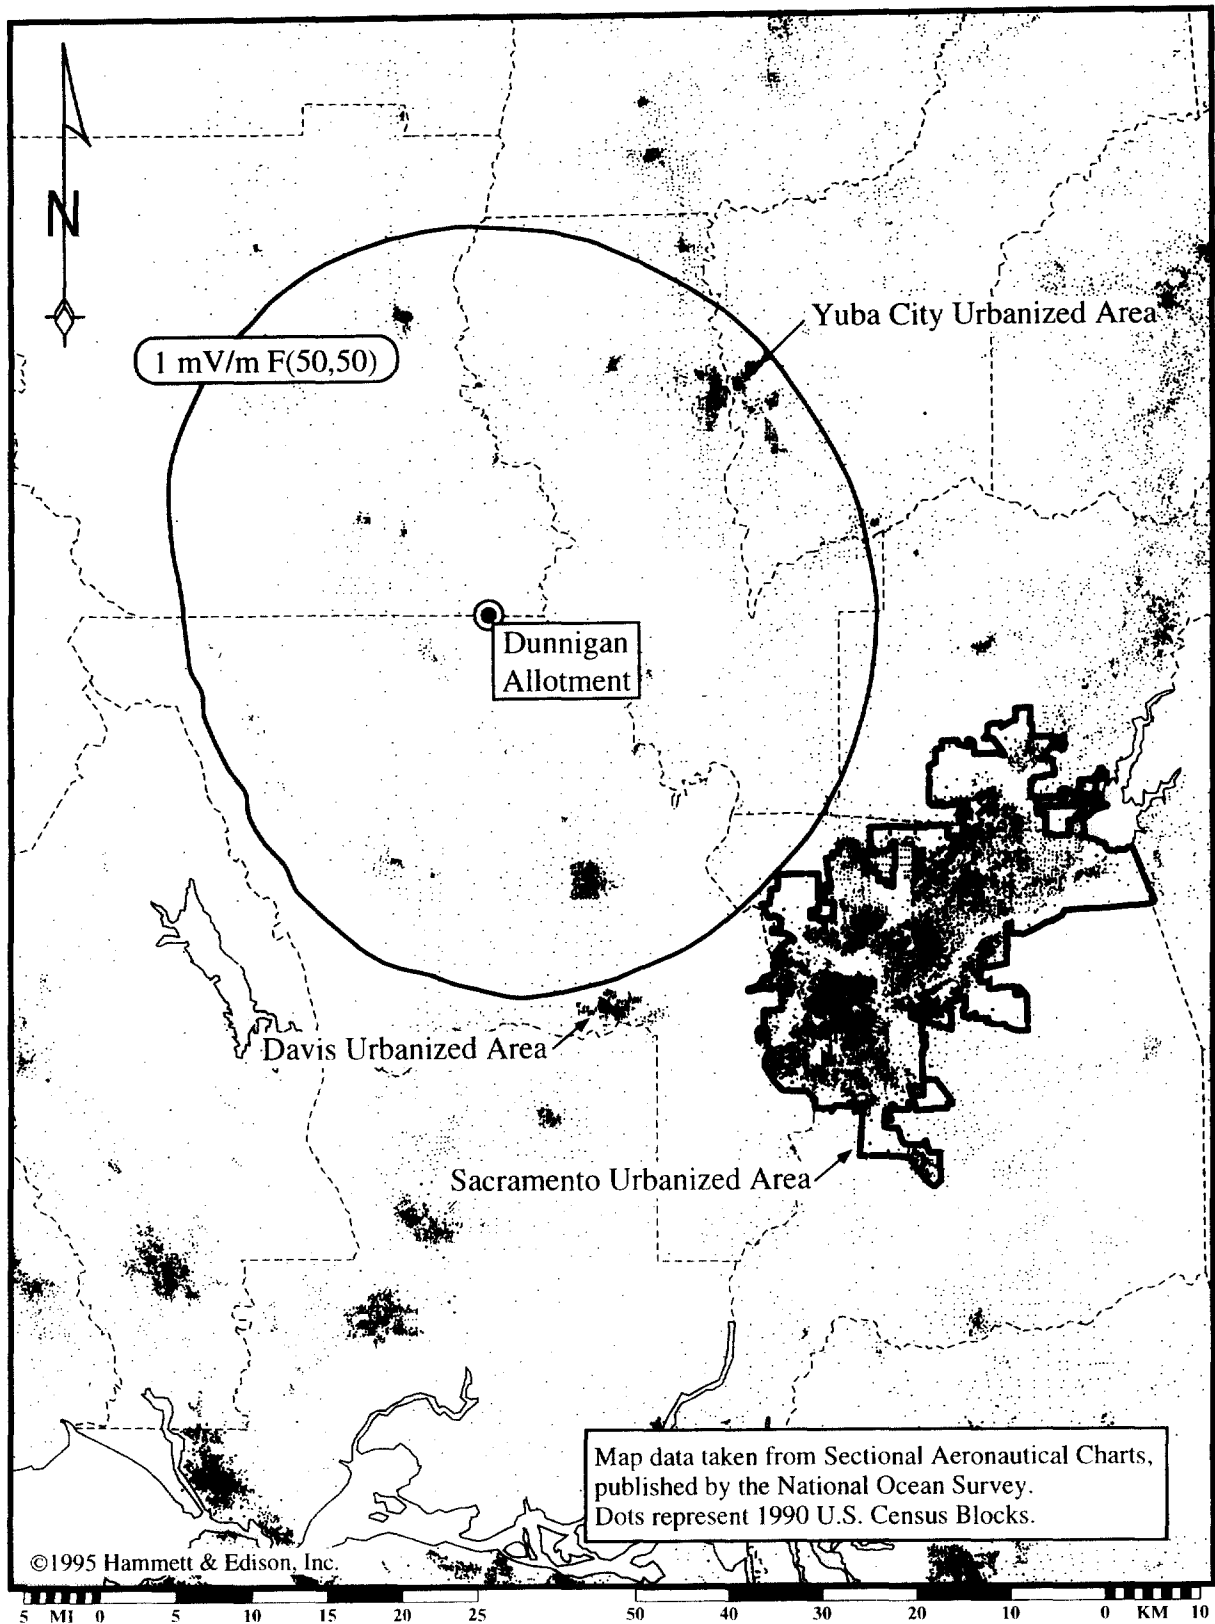 N
Yuba City Urbanized Area
1 mV/m F(50,50)
Dunnigan
Allotment
Davis Urbanized Area
Sacramento Urbanized Area
Map data taken from Sectional Aeronautical Charts,
published by the National Ocean Survey.
Dots represent 1990 U.S. Census Blocks.
©1995 Hammett & Edison, Inc.
5 MI 0 5 10 15 20 25 50 40 30 20 10 0 KM 10